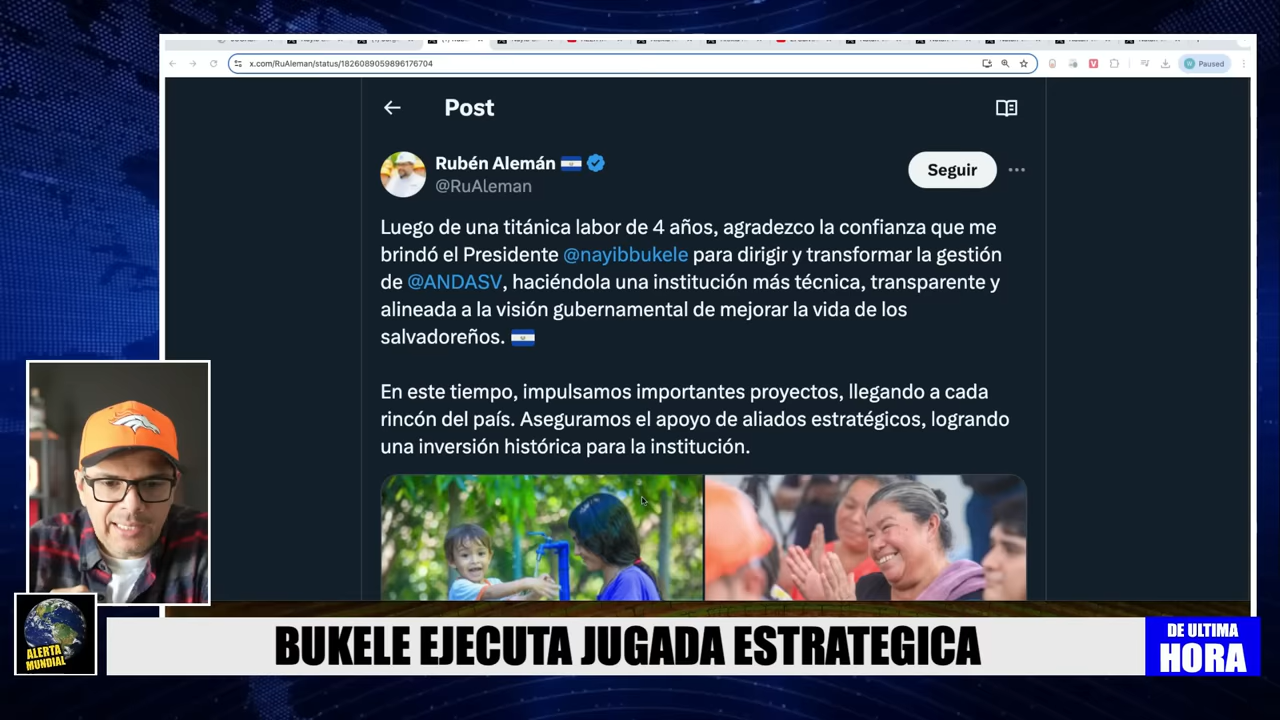 x.com/RuAleman/status/1826089059896176704
Paused
Post
Rubén Alemán
@RuAleman
Seguir
Luego de una titánica labor de 4 años, agradezco la confianza que me
brindó el Presidente @nayibbukele para dirigir y transformar la gestión
de @ANDASV, haciéndola una institución más técnica, transparente y
alineada a la visión gubernamental de mejorar la vida de los
salvadoreños.
En este tiempo, impulsamos importantes proyectos, llegando a cada
rincón del país. Aseguramos el apoyo de aliados estratégicos, logrando
una inversión histórica para la institución.
ALERTA
MUNDIAL
BUKELE EJECUTA JUGADA ESTRATEGICA
DE ULTIMA
HORA